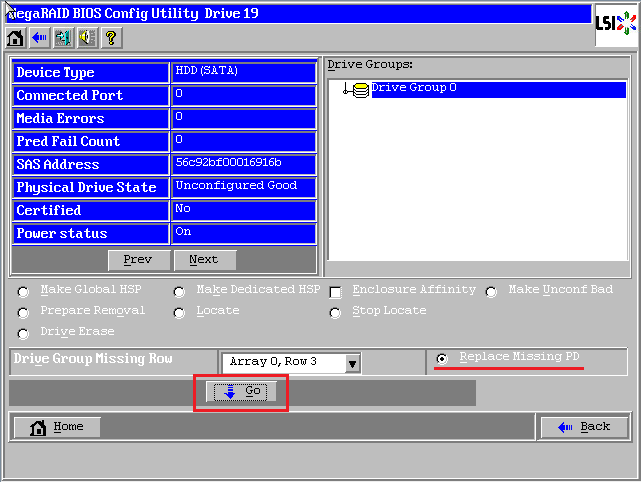 MegaRAID BIOS Config Utility Drive 19
LSI
Device Type HDD(SATA)
Connected Port 0
Media Errors 0
Pred Fail Count 0
SAS Address 56c92bf00016916b
Physical Drive State Unconfigured Good
Certified No
Power status On
Prev Next
Drive Groups:
Drive Group 0
Make Global HSP Make Dedicated HSP Enclosure Affinity Make Unconf Bad
Prepare Removal Locate Stop Locate
Drive Erase
Drive Group Missing Row Array 0, Row 3 Replace Missing PD
Go
Home Back